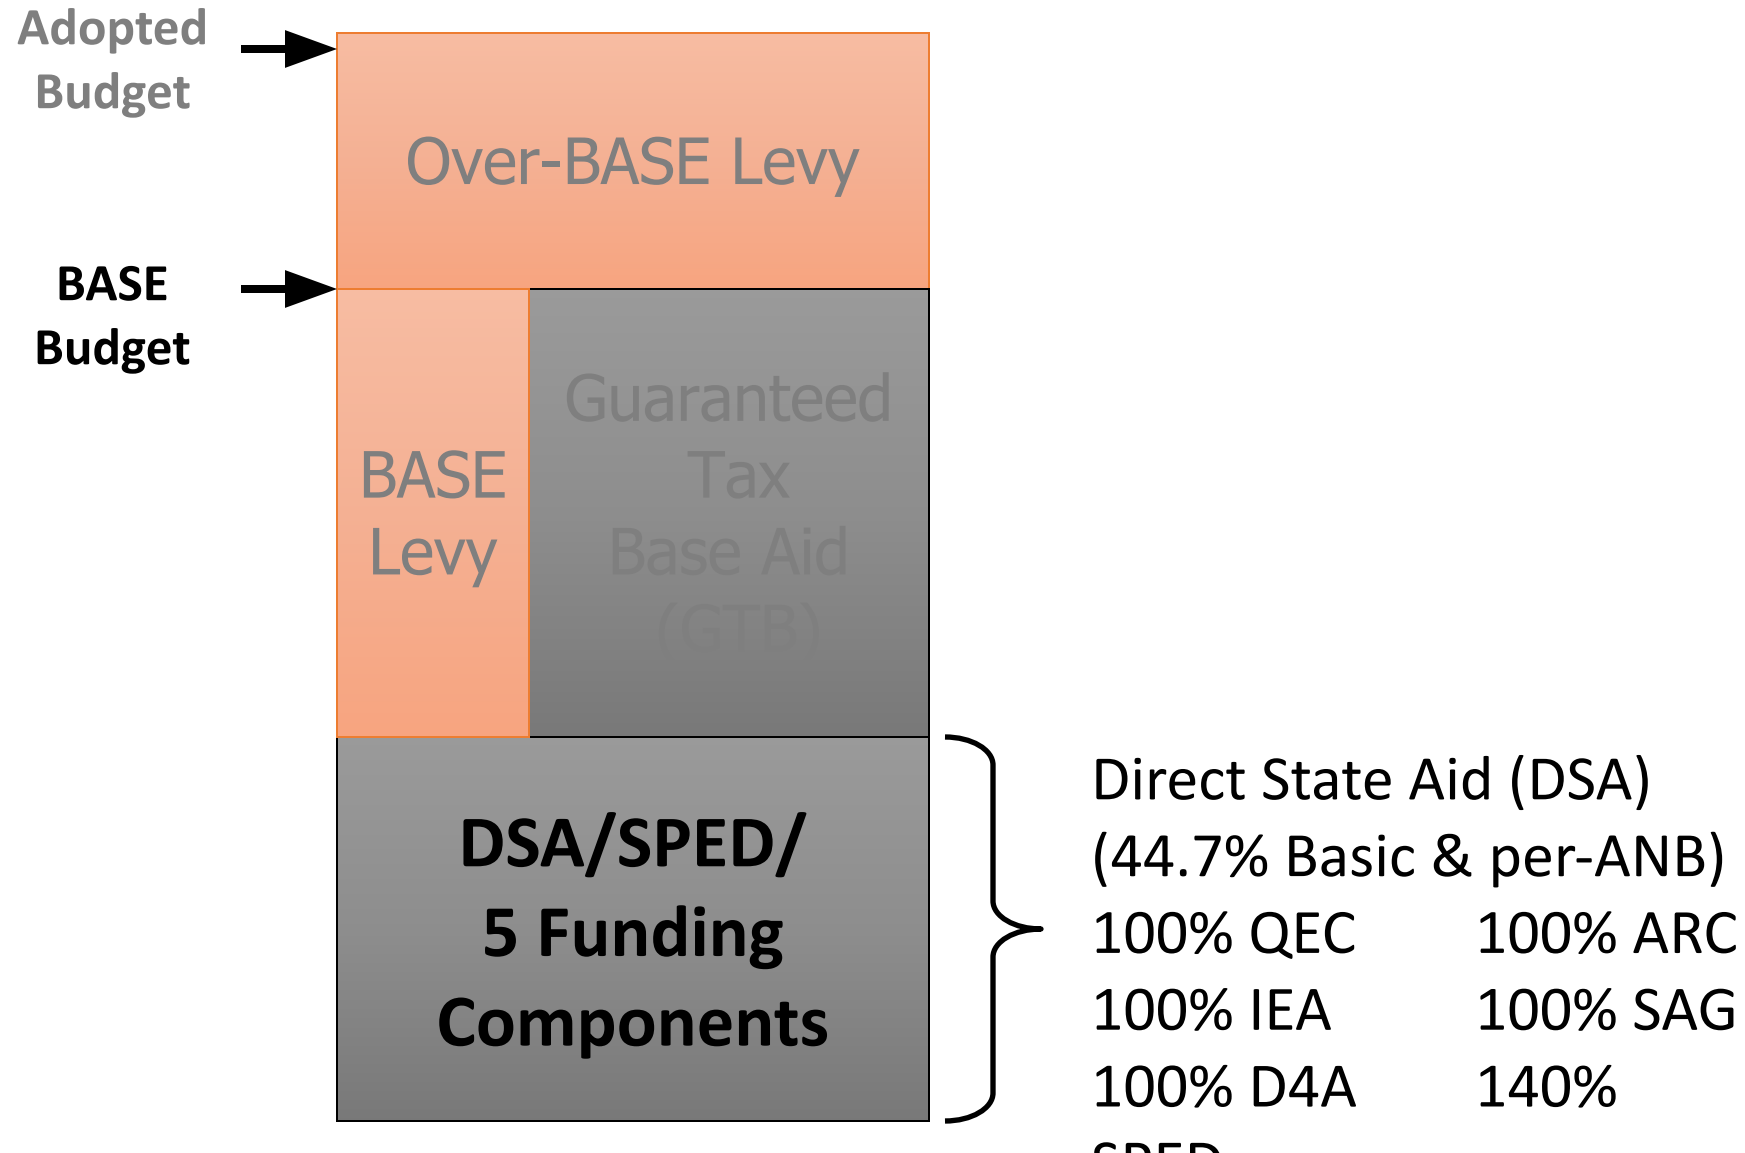 Adopted
Budget
Over-BASE Levy
BASE
Budget
Guaranteed
Tax
Base Aid
(GTB)
BASE
Levy
DSA/SPED/
5 Funding
Components
Direct State Aid (DSA)
(44.7% Basic & per-ANB)
100% QEC 100% ARC
100% IEA 100% SAG
100% D4A 140%
SPED